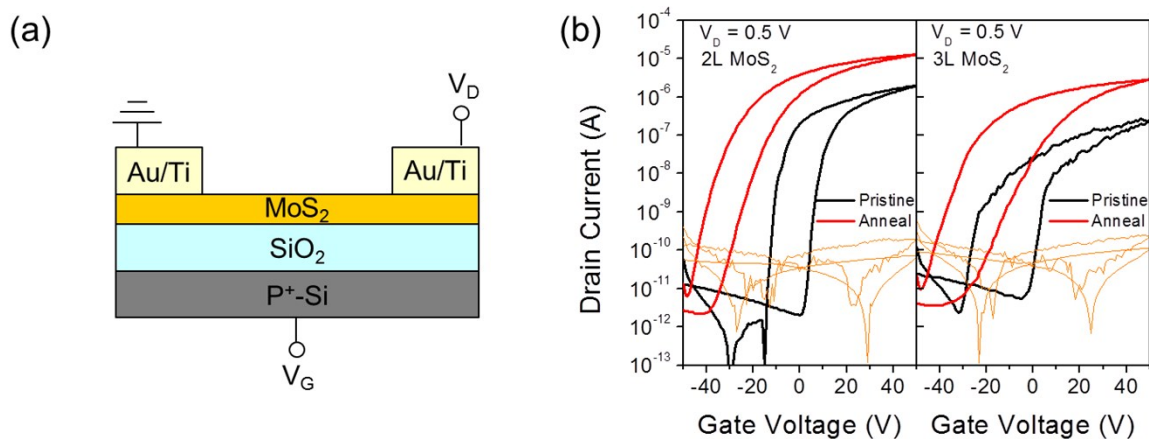 (a)
V_D
Au/Ti
Au/Ti
MoS₂
SiO₂
P⁺-Si
V_G
(b)
Drain Current (A)
10⁻⁴
10⁻⁵
10⁻⁶
10⁻⁷
10⁻⁸
10⁻⁹
10⁻¹⁰
10⁻¹¹
10⁻¹²
10⁻¹³
V_D = 0.5 V
2L MoS₂
Pristine
Anneal
-40 -20 0 20 40
Gate Voltage (V)
V_D = 0.5 V
3L MoS₂
Pristine
Anneal
-40 -20 0 20 40
Gate Voltage (V)